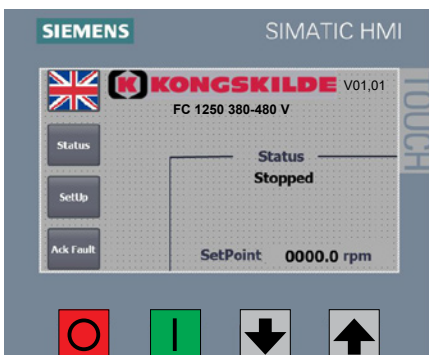 SIEMENS
SIMATIC HMI
TOUCH
K KONGSKILDE V01,01
FC 1250 380-480 V
Status
Status
Stopped
SetUp
Ack Fault
SetPoint 0000.0 rpm